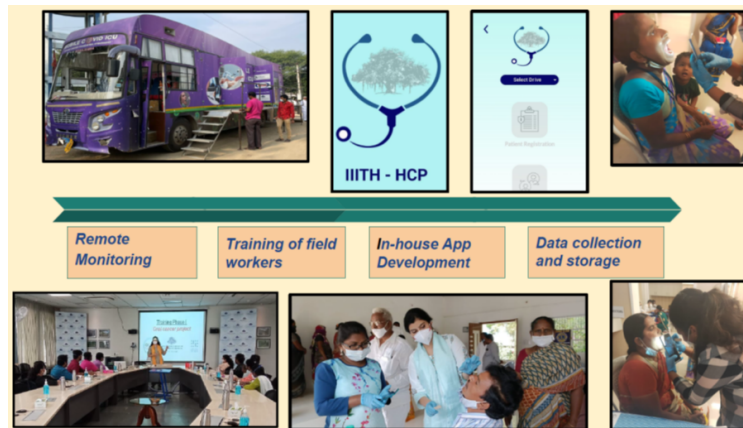 IIITH - HCP
Select Drive
Patient Registration
Remote
Monitoring
Training of field
workers
In-house App
Development
Data collection
and storage